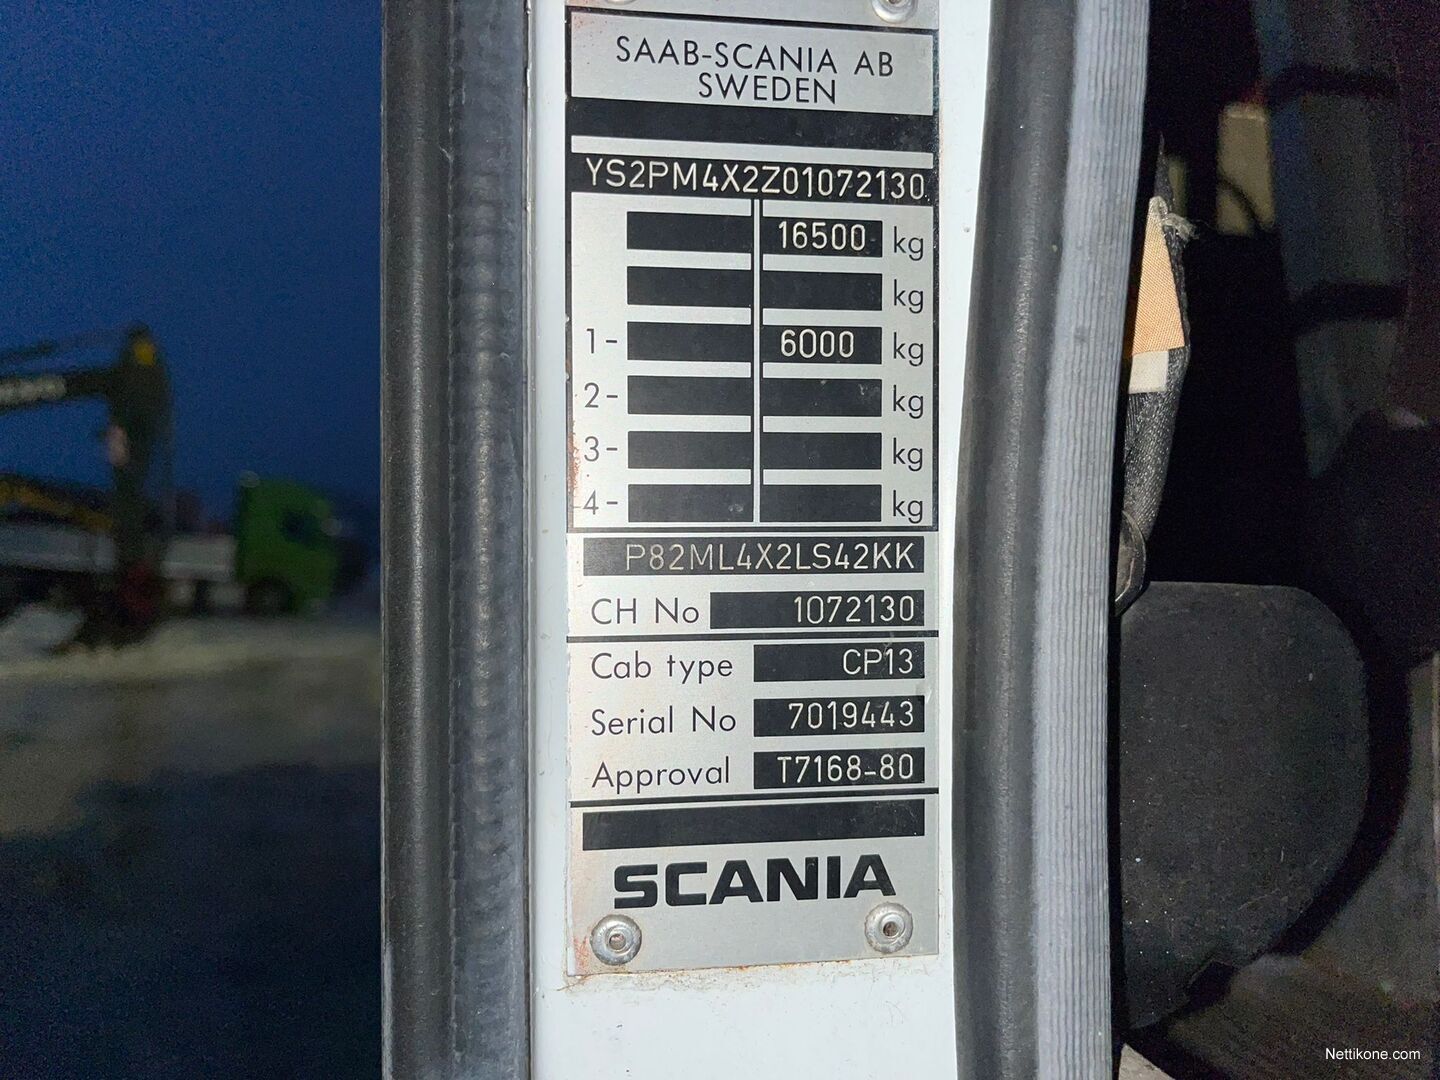 SAAB-SCANIA AB
SWEDEN
YS2PM4X2Z01072130
16500 kg
kg
1- 6000 kg
2- kg
3- kg
4- kg
P82ML4X2LS42KK
CH No 1072130
Cab type CP13
Serial No 7019443
Approval T7168-80
SCANIA
Nettikone.com